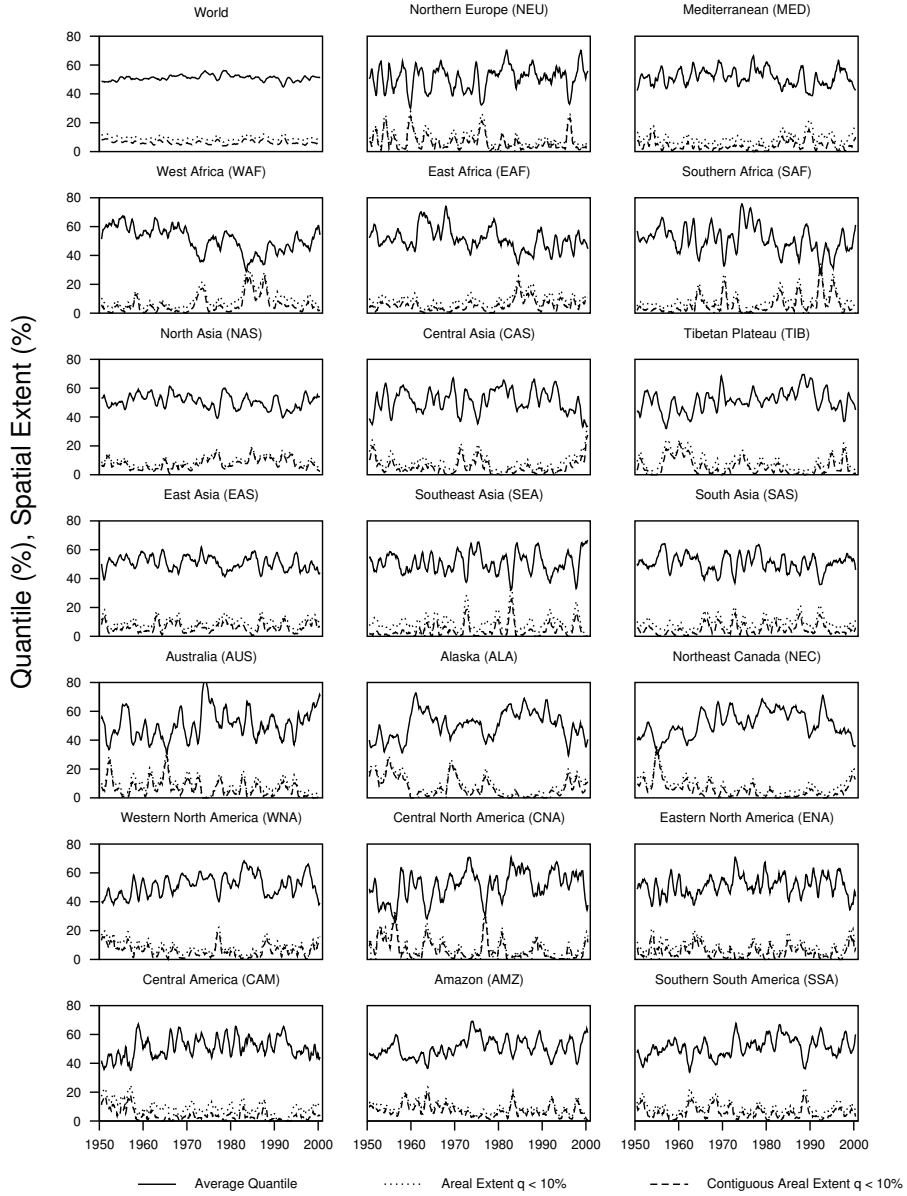 World
Northern Europe (NEU)
Mediterranean (MED)
80
60
40
20
0
West Africa (WAF)
East Africa (EAF)
Southern Africa (SAF)
80
60
40
20
0
North Asia (NAS)
Central Asia (CAS)
Tibetan Plateau (TIB)
80
60
40
20
0
East Asia (EAS)
Southeast Asia (SEA)
South Asia (SAS)
80
60
40
20
0
Australia (AUS)
Alaska (ALA)
Northeast Canada (NEC)
80
60
40
20
0
Western North America (WNA)
Central North America (CNA)
Eastern North America (ENA)
80
60
40
20
0
Central America (CAM)
Amazon (AMZ)
Southern South America (SSA)
80
60
40
20
0
1950 1960 1970 1980 1990 2000
1950 1960 1970 1980 1990 2000
1950 1960 1970 1980 1990 2000
Quantile (%), Spatial Extent (%)
Average Quantile
Areal Extent q < 10%
Contiguous Areal Extent q < 10%